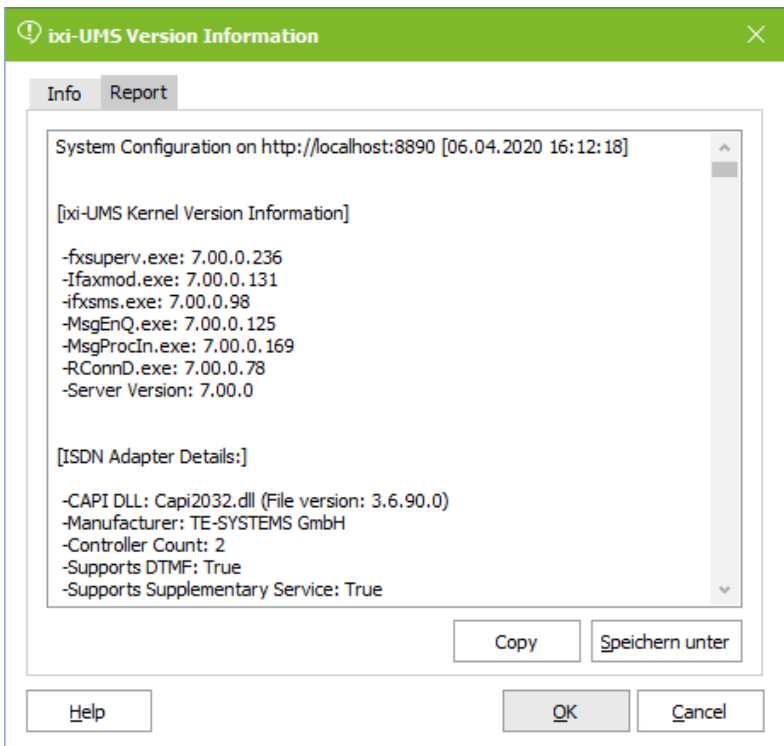 ixi-UMS Version Information
Info Report
System Configuration on http://localhost:8890 [06.04.2020 16:12:18]
[ixi-UMS Kernel Version Information]
-fxsuperv.exe: 7.00.0.236
-Ifaxmod.exe: 7.00.0.131
-ifxsms.exe: 7.00.0.98
-MsgEnQ.exe: 7.00.0.125
-MsgProcIn.exe: 7.00.0.169
-RConnD.exe: 7.00.0.78
-Server Version: 7.00.0
[ISDN Adapter Details:]
-CAPI DLL: Capi2032.dll (File version: 3.6.90.0)
-Manufacturer: TE-SYSTEMS GmbH
-Controller Count: 2
-Supports DTMF: True
-Supports Supplementary Service: True
Copy Speichern unter
Help OK Cancel